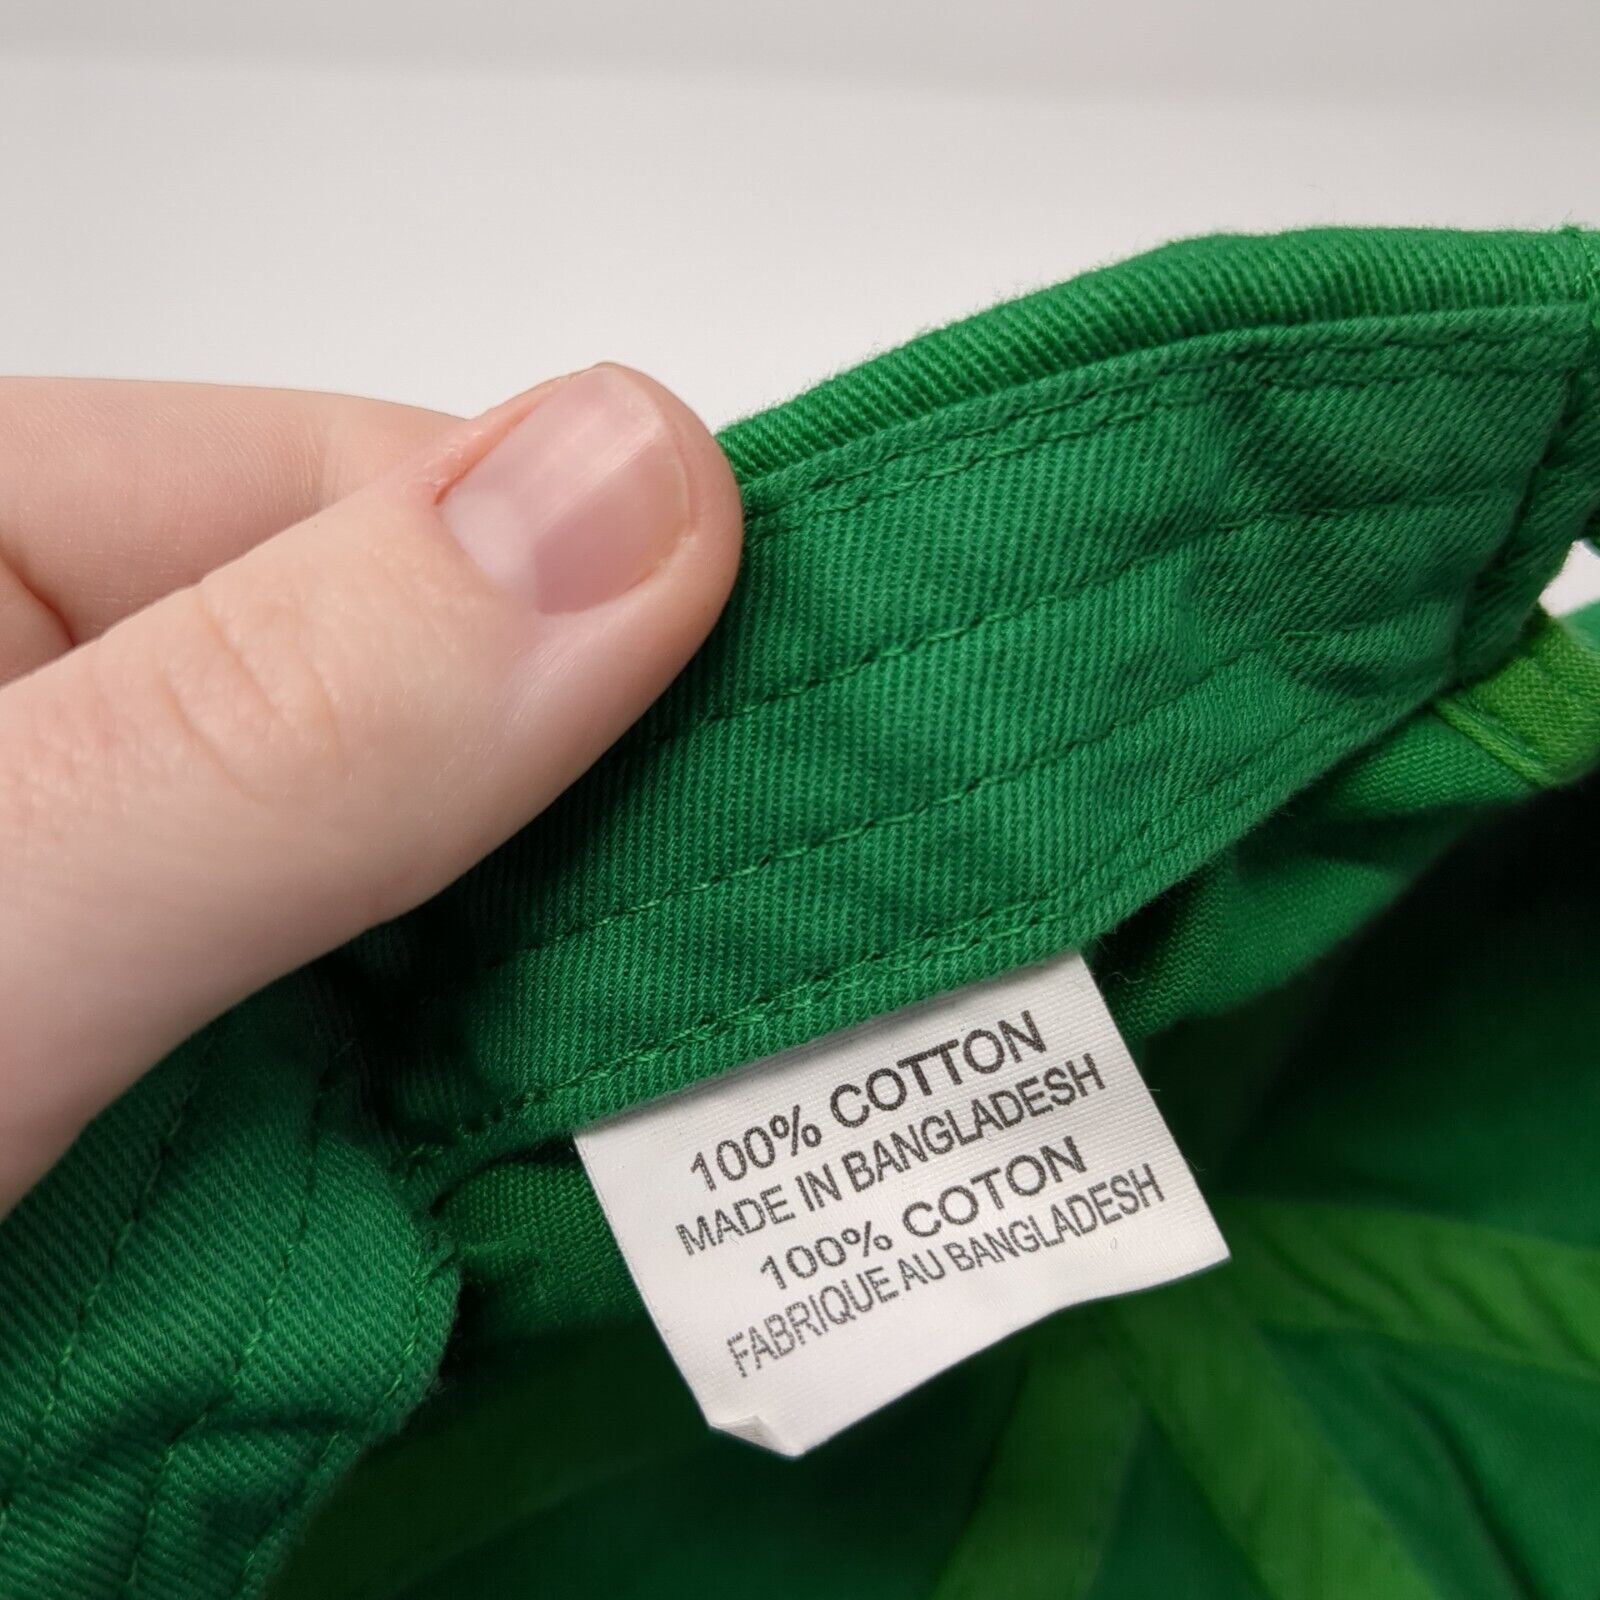 100% COTTON
MADE IN BANGLADESH
100% COTON
FABRIQUE AU BANGLADESH